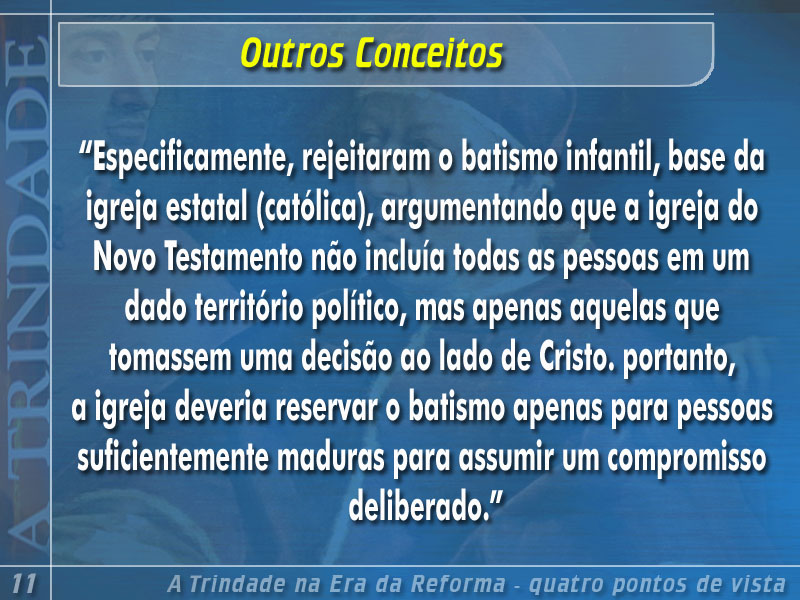 Outros Conceitos
A TRINDADE
“Especificamente, rejeitaram o batismo infantil, base da
igreja estatal (católica), argumentando que a igreja do
Novo Testamento não incluía todas as pessoas em um
dado território político, mas apenas aquelas que
tomassem uma decisão ao lado de Cristo. portanto,
a igreja deveria reservar o batismo apenas para pessoas
suficientemente maduras para assumir um compromisso
deliberado.”
11
A Trindade na Era da Reforma - quatro pontos de vista